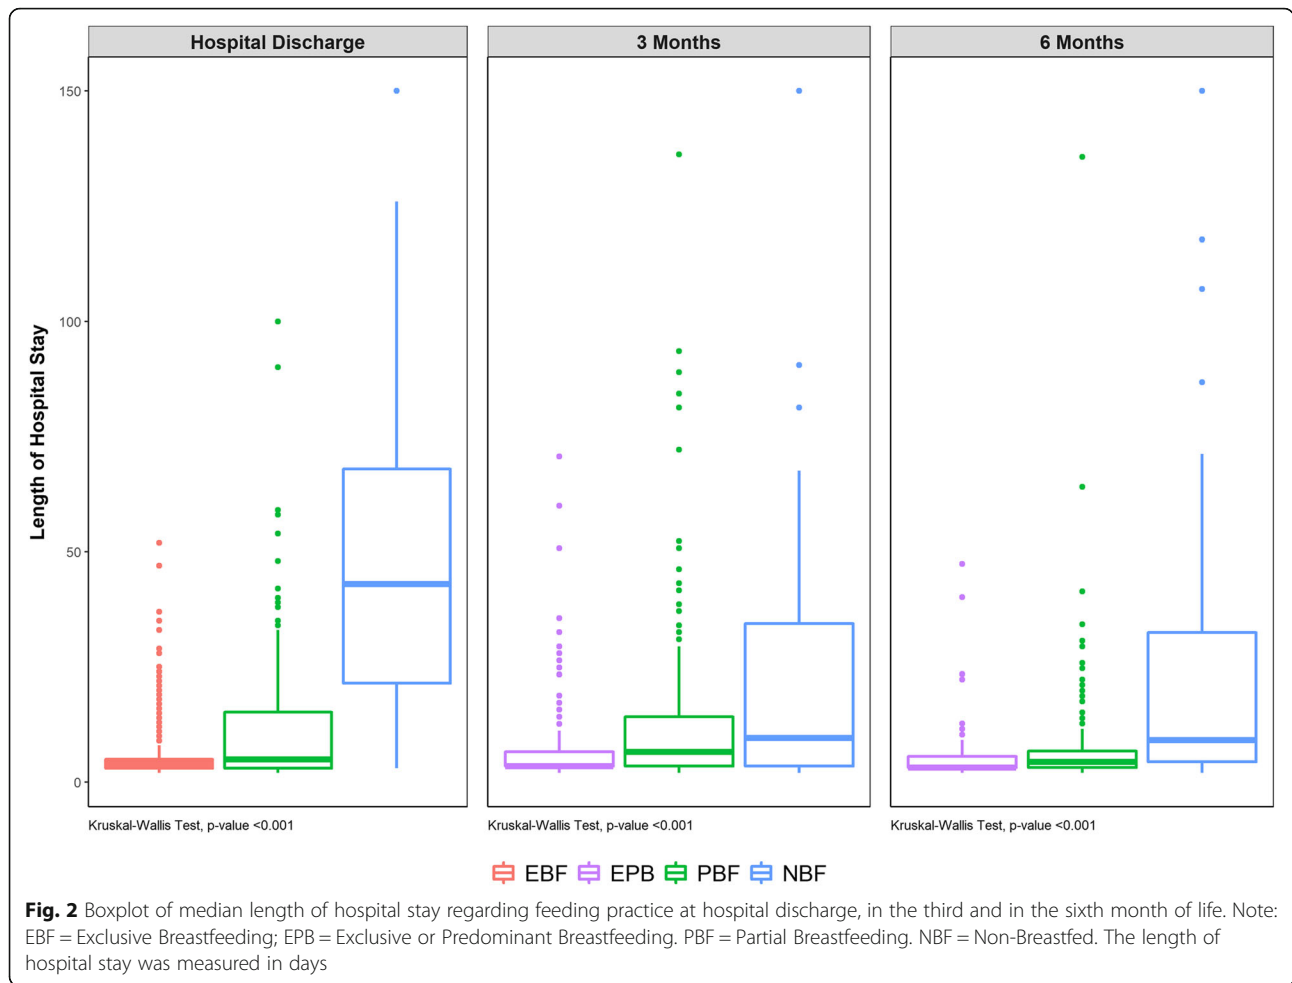 Hospital Discharge
3 Months
6 Months
Length of Hospital Stay
150
100
50
0
Kruskal-Wallis Test, p-value <0.001
Kruskal-Wallis Test, p-value <0.001
Kruskal-Wallis Test, p-value <0.001
EBF EPB PBF NBF
Fig. 2 Boxplot of median length of hospital stay regarding feeding practice at hospital discharge, in the third and in the sixth month of life. Note:
EBF = Exclusive Breastfeeding; EPB = Exclusive or Predominant Breastfeeding. PBF = Partial Breastfeeding. NBF = Non-Breastfed. The length of
hospital stay was measured in days